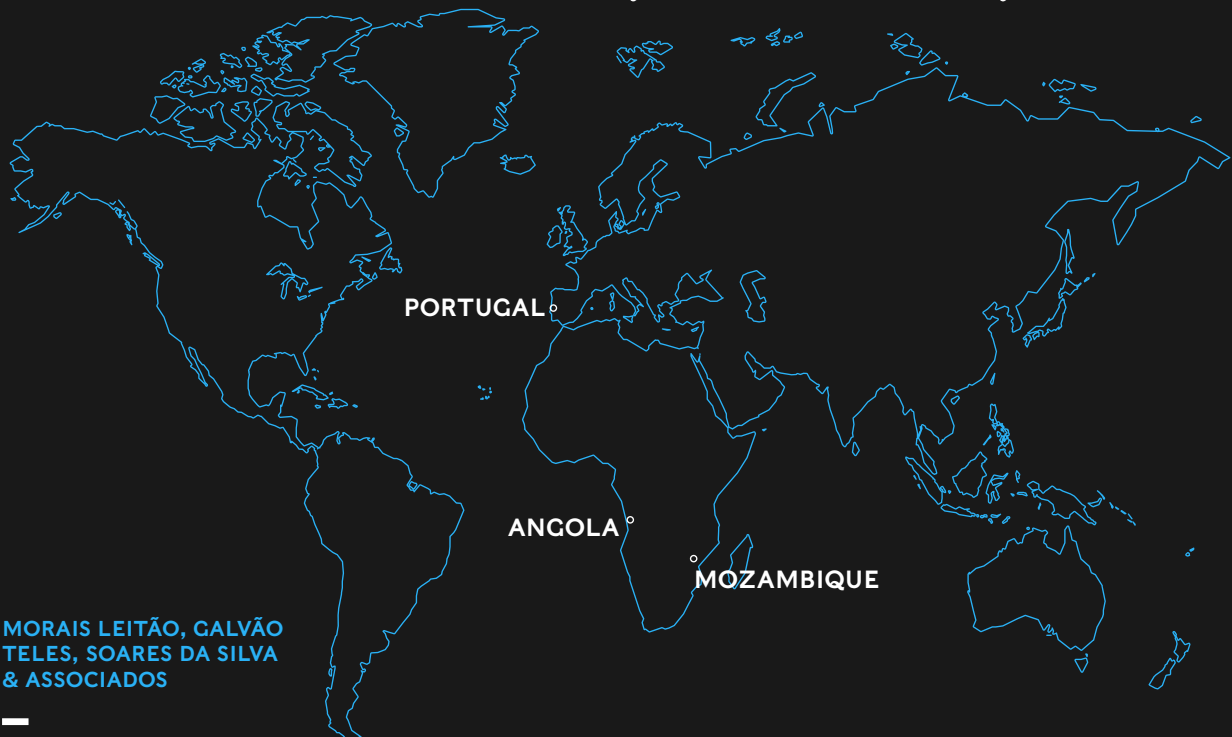 PORTUGAL
ANGOLA
MOZAMBIQUE
MORAIS LEITÃO, GALVÃO
TELES, SOARES DA SILVA
& ASSOCIADOS